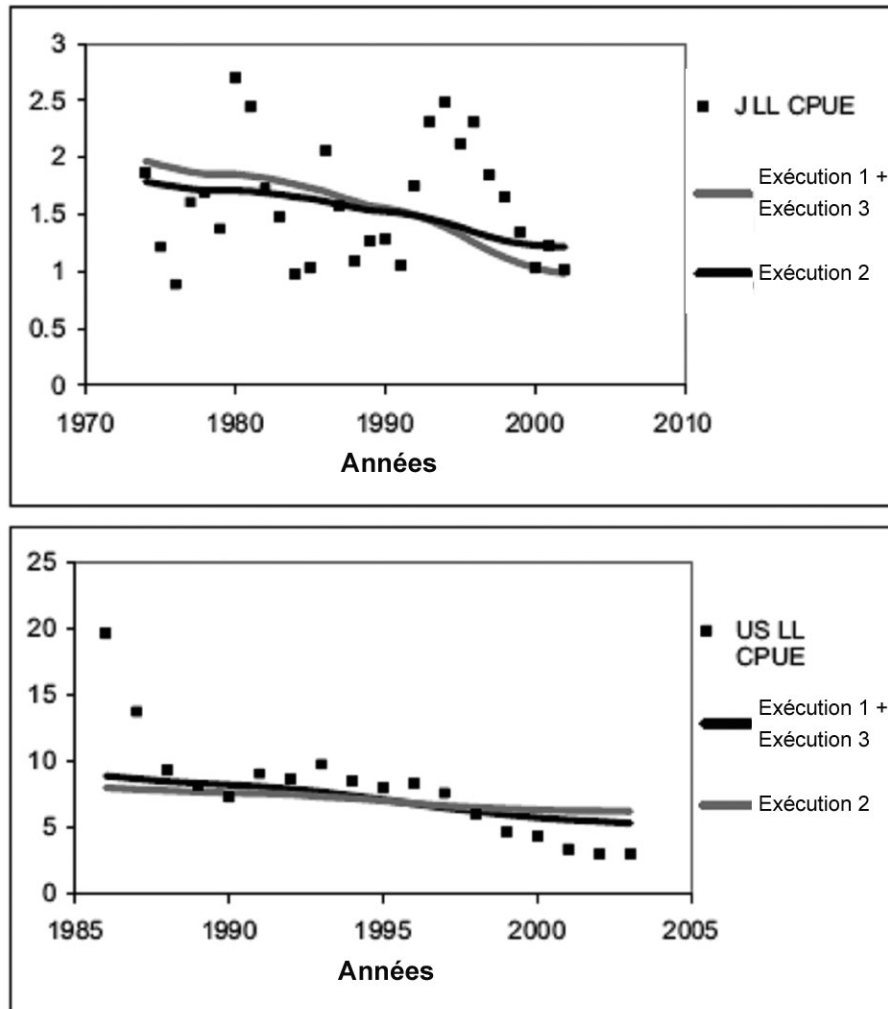 3
2.5
2
1.5
1
0.5
0
1970 1980 1990 2000 2010
Années
J LL CPUE
Exécution 1 +
Exécution 3
Exécution 2
25
20
15
10
5
0
1985 1990 1995 2000 2005
Années
US LL
CPUE
Exécution 1 +
Exécution 3
Exécution 2